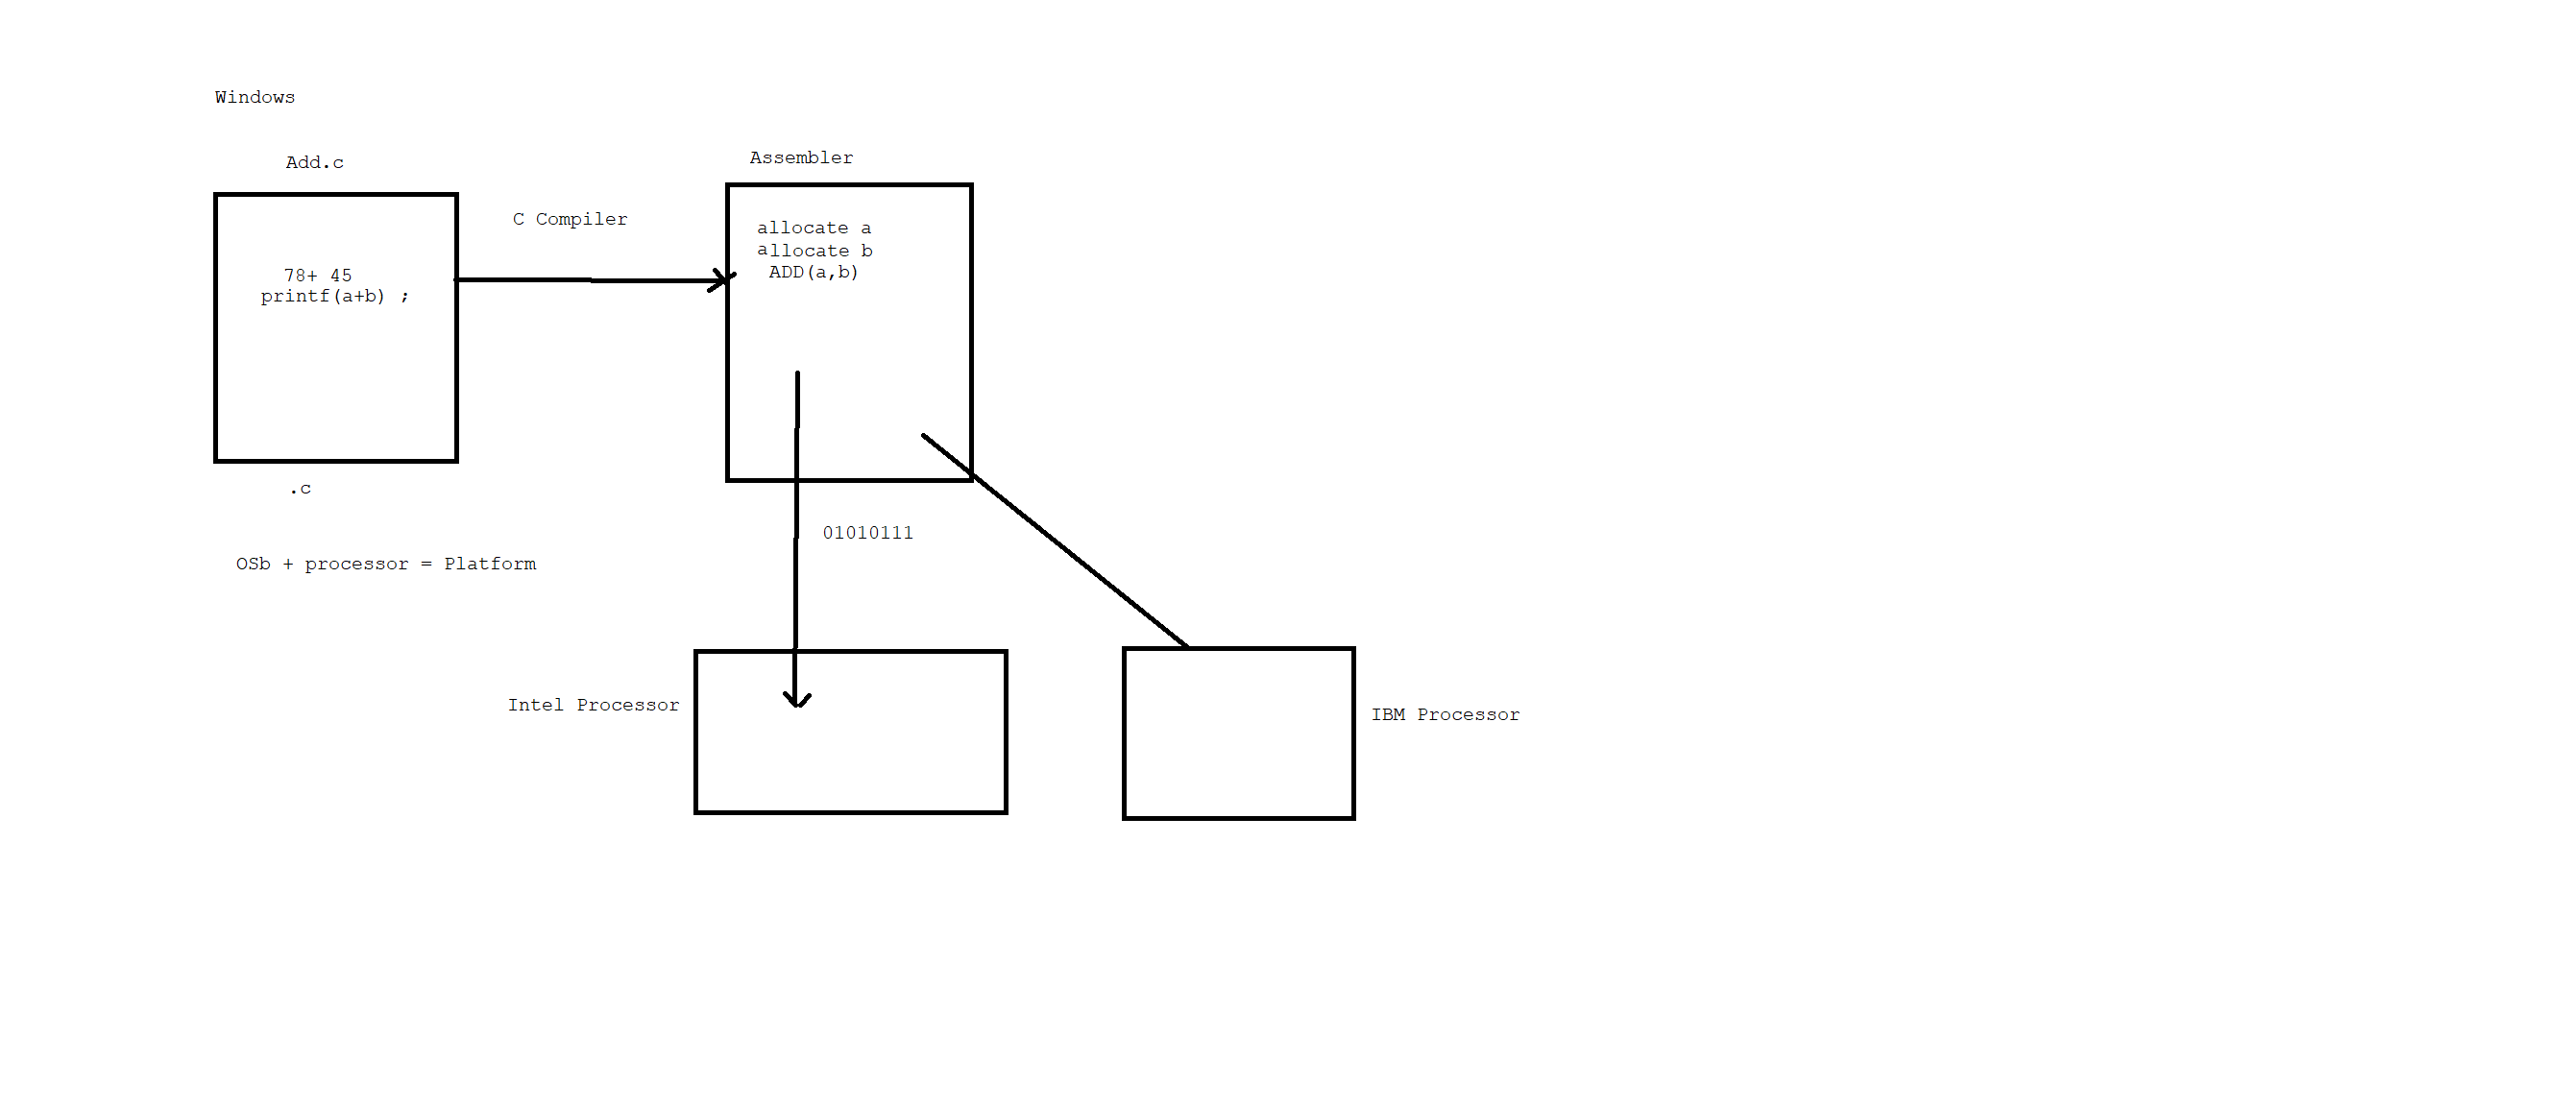 Windows
Add.c
Assembler
C Compiler
allocate a
allocate b
ADD(a,b)
78+ 45
printf(a+b) ;
.c
01010111
OSb + processor = Platform
Intel Processor
IBM Processor